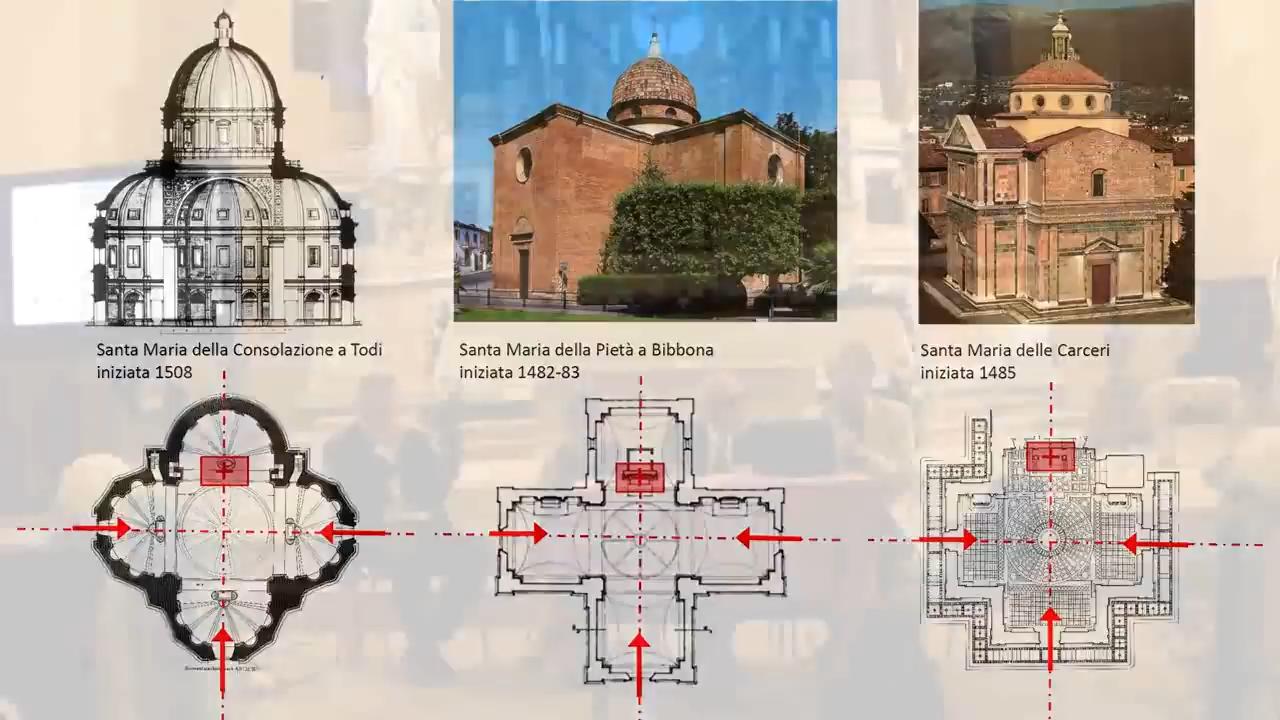 Santa Maria della Consolazione a Todi
iniziata 1508
Santa Maria della Pietà a Bibbona
iniziata 1482-83
Santa Maria delle Carceri
iniziata 1485